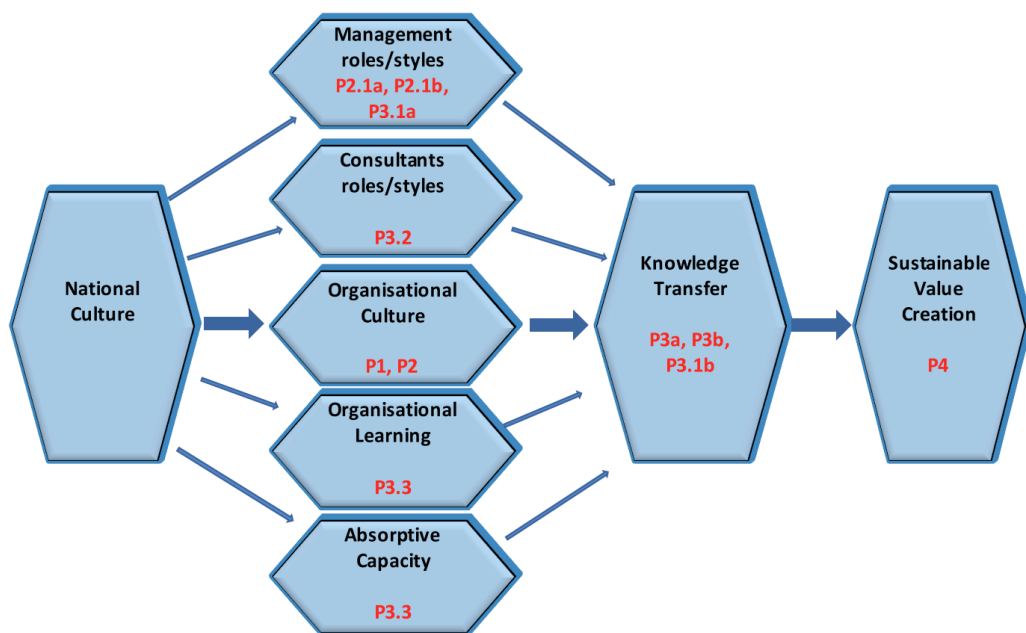 National
Culture
Management
roles/styles
P2.1a, P2.1b,
P3.1a
Consultants
roles/styles
P3.2
Organisational
Culture
P1, P2
Organisational
Learning
P3.3
Absorptive
Capacity
P3.3
Knowledge
Transfer
P3a, P3b,
P3.1b
Sustainable
Value
Creation
P4